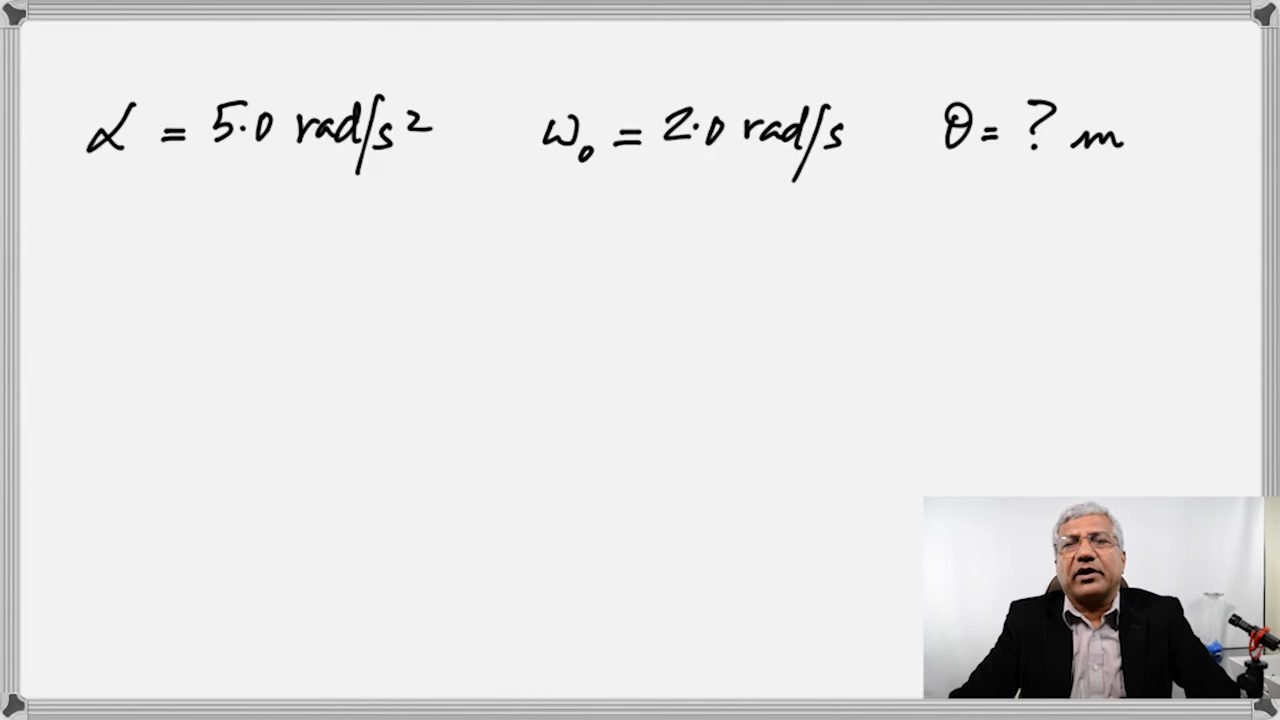 α = 5.0 rad/s² ω₀ = 2.0 rad/s θ = ? m